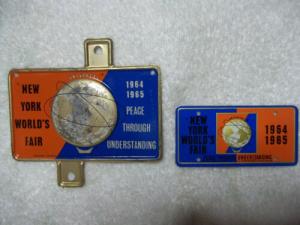 NEW
YORK
WORLD'S
FAIR
1964
1965
PEACE
THROUGH
UNDERSTANDING
NEW
YORK
WORLD'S
FAIR
1964
1965
UNDERSTANDING